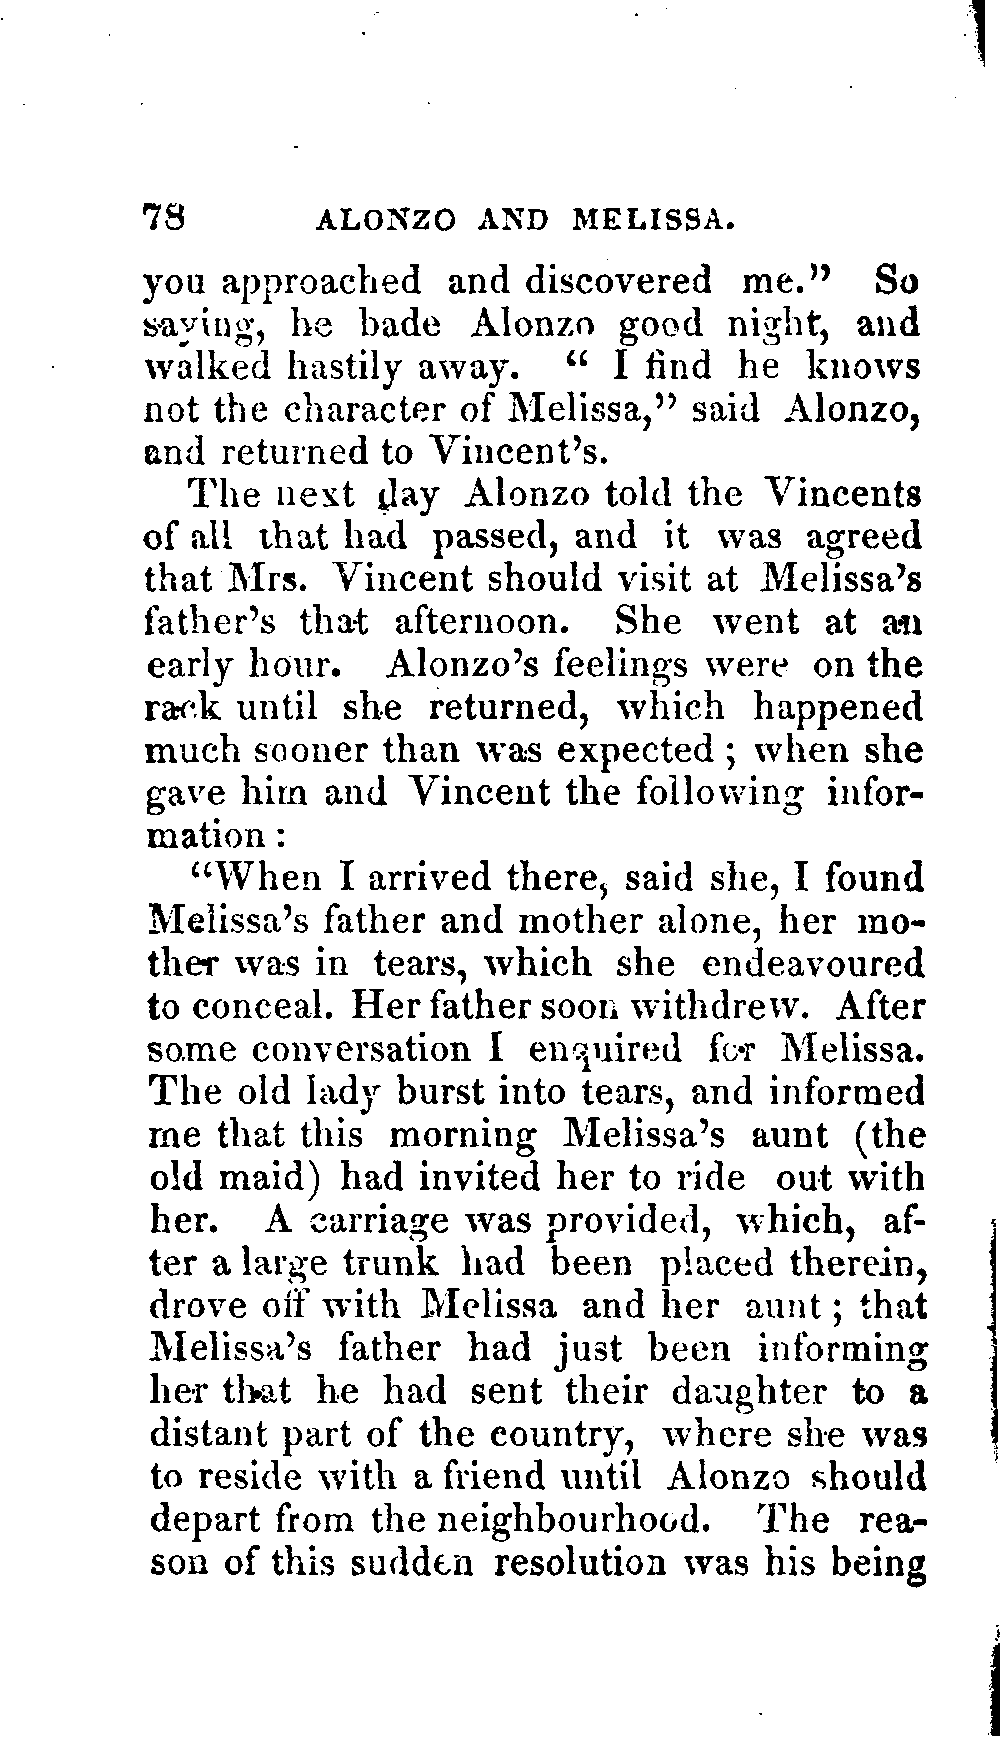 78 ALONZO AND MELISSA.
you approached and discovered me." So
saying, he bade Alonzo good night, and
walked hastily away. " I find he knows
not the character of Melissa," said Alonzo,
and returned to Vincent's.
The next day Alonzo told the Vincents
of all that had passed, and it was agreed
that Mrs. Vincent should visit at Melissa's
father's that afternoon. She went at an
early hour. Alonzo's feelings were on the
rack until she returned, which happened
much sooner than was expected ; when she
gave him and Vincent the following infor-
mation :
"When I arrived there, said she, I found
Melissa's father and mother alone, her mo-
ther was in tears, which she endeavoured
to conceal. Her father soon withdrew. After
some conversation I enquired for Melissa.
The old lady burst into tears, and informed
me that this morning Melissa's aunt (the
old maid) had invited her to ride out with
her. A carriage was provided, which, af-
ter a large trunk had been placed therein,
drove off with Melissa and her aunt ; that
Melissa's father had just been informing
her that he had sent their daughter to a
distant part of the country, where she was
to reside with a friend until Alonzo should
depart from the neighbourhood. The rea-
son of this sudden resolution was his being